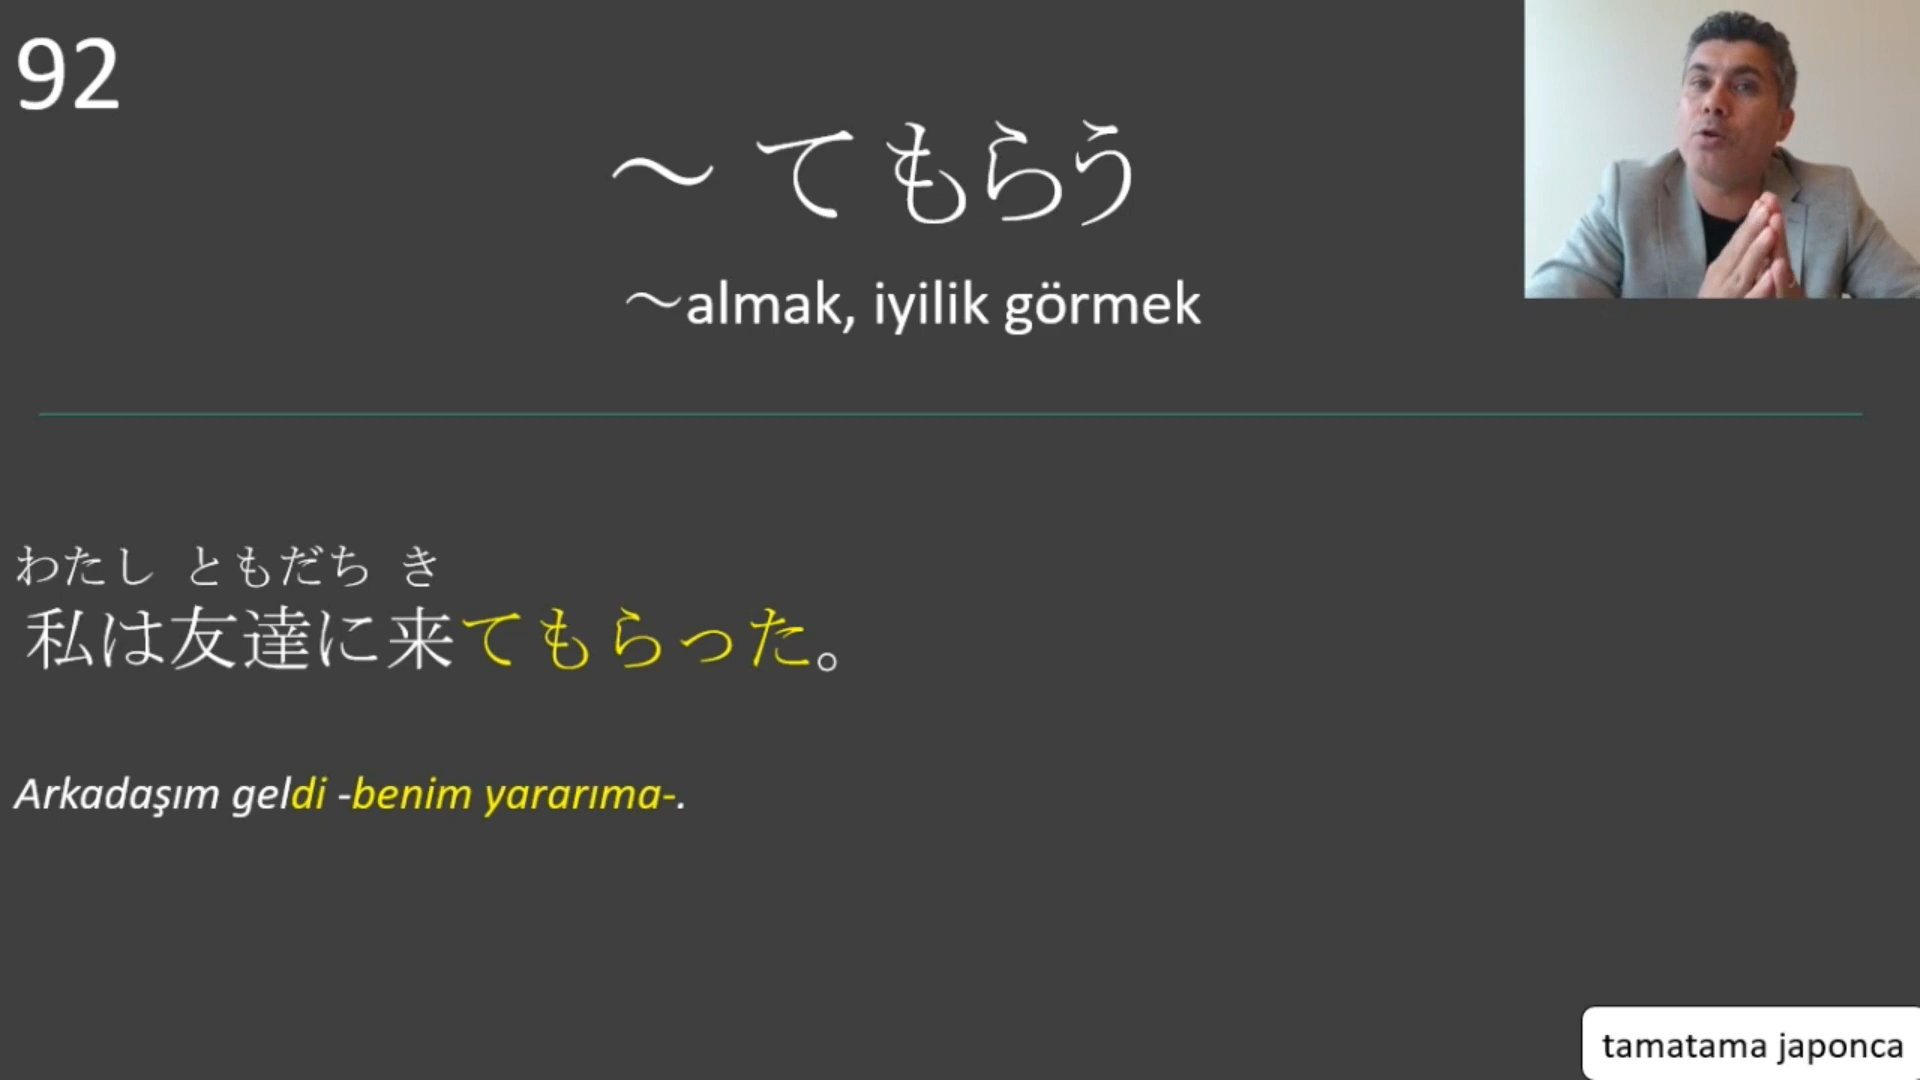 92
～てもらう
～almak, iyilik görmek
わたし ともだち き
私は友達に来てもらった。
Arkadaşım geldi -benim yararıma-.
tamatama japonca